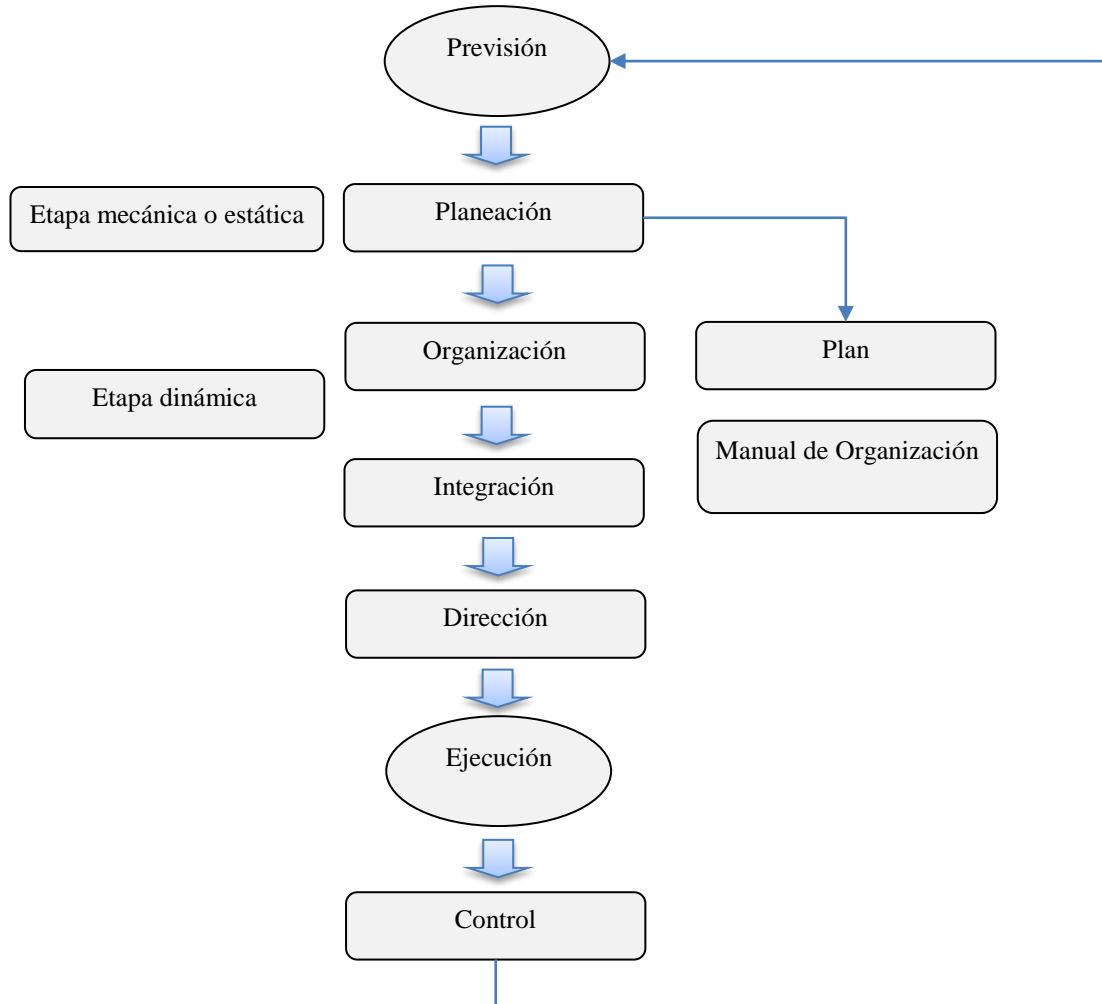 Previsión
Etapa mecánica o estática
Planeación
Organización
Plan
Etapa dinámica
Manual de Organización
Integración
Dirección
Ejecución
Control